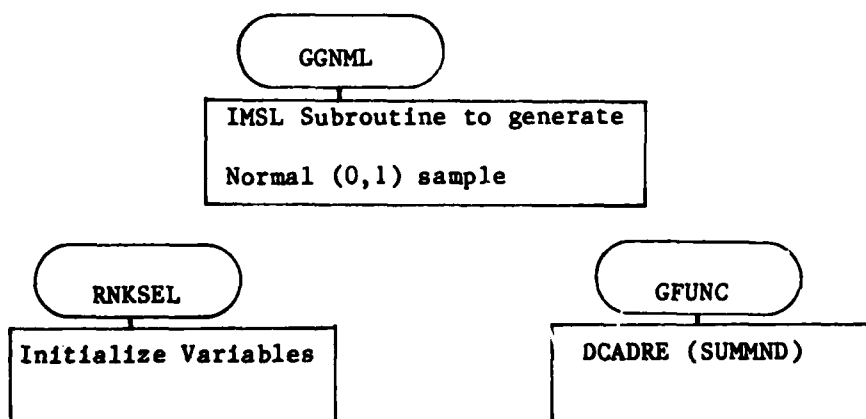 GGNML
IMSL Subroutine to generate
Normal (0,1) sample
RNKSEL
Initialize Variables
GFUNC
DCADRE (SUMMND)